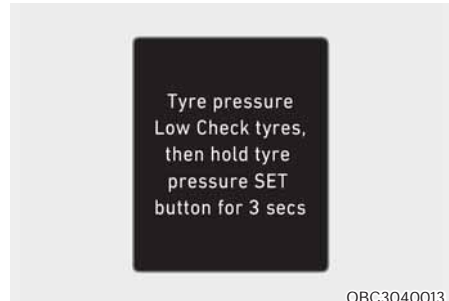 Tyre pressure
Low Check tyres,
then hold tyre
pressure SET
button for 3 secs
OBC3040013